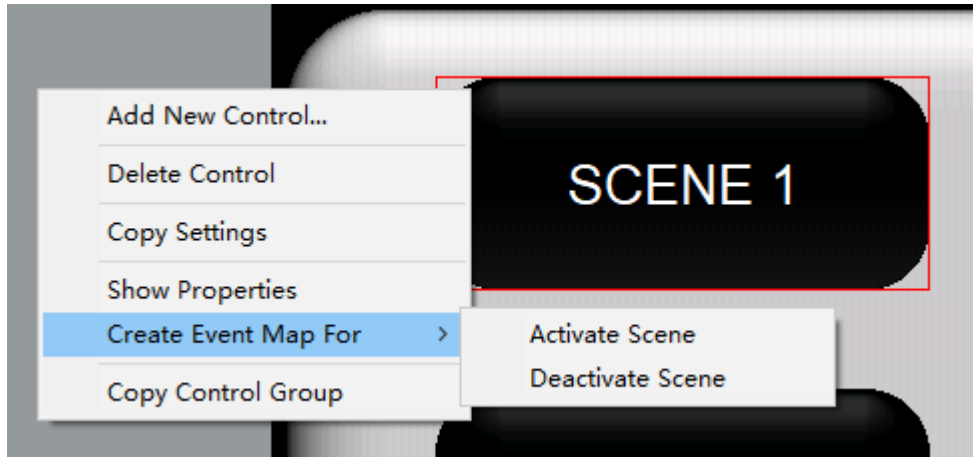 Add New Control...
Delete Control
Copy Settings
Show Properties
Create Event Map For
Copy Control Group
Activate Scene
Deactivate Scene
SCENE 1